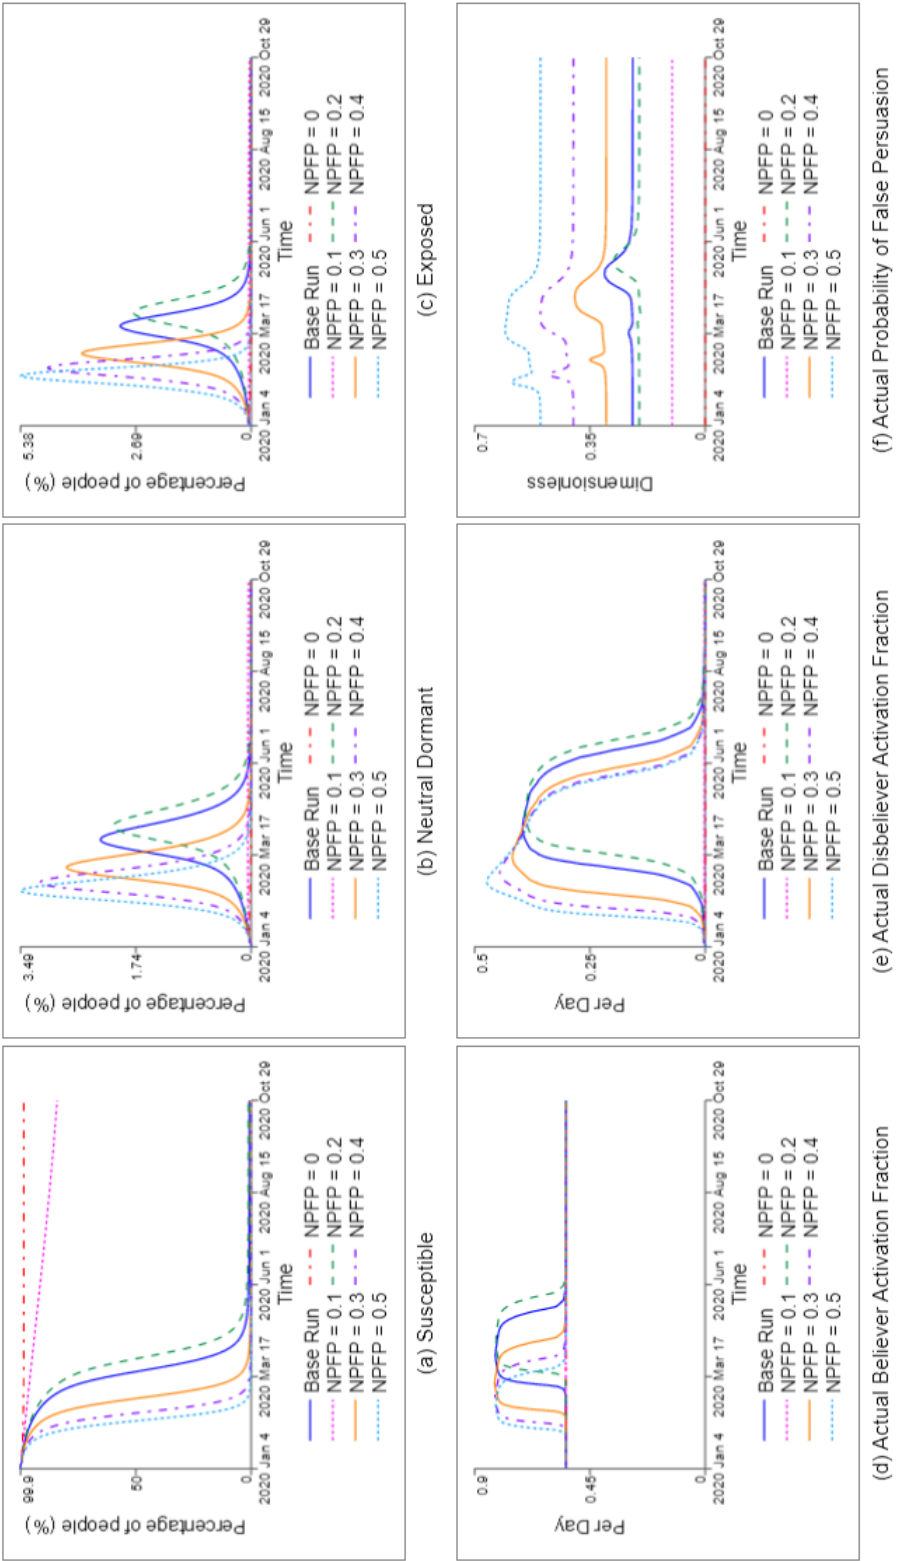 Percentage of people (%)
99.9
50
0
2020 Jan 4 2020 Mar 17 2020 Jun 1 2020 Aug 15 2020 Oct 29
Time
Base Run NPFP = 0
NPFP = 0.1 NPFP = 0.2
NPFP = 0.3 NPFP = 0.4
NPFP = 0.5
(a) Susceptible
Percentage of people (%)
3.49
1.74
0
2020 Jan 4 2020 Mar 17 2020 Jun 1 2020 Aug 15 2020 Oct 29
Time
Base Run NPFP = 0
NPFP = 0.1 NPFP = 0.2
NPFP = 0.3 NPFP = 0.4
NPFP = 0.5
(b) Neutral Dormant
Percentage of people (%)
5.38
2.69
0
2020 Jan 4 2020 Mar 17 2020 Jun 1 2020 Aug 15 2020 Oct 29
Time
Base Run NPFP = 0
NPFP = 0.1 NPFP = 0.2
NPFP = 0.3 NPFP = 0.4
NPFP = 0.5
(c) Exposed
Per Day
0.9
0.45
0
2020 Jan 4 2020 Mar 17 2020 Jun 1 2020 Aug 15 2020 Oct 29
Time
Base Run NPFP = 0
NPFP = 0.1 NPFP = 0.2
NPFP = 0.3 NPFP = 0.4
NPFP = 0.5
(d) Actual Believer Activation Fraction
Per Day
0.5
0.25
0
2020 Jan 4 2020 Mar 17 2020 Jun 1 2020 Aug 15 2020 Oct 29
Time
Base Run NPFP = 0
NPFP = 0.1 NPFP = 0.2
NPFP = 0.3 NPFP = 0.4
NPFP = 0.5
(e) Actual Disbeliever Activation Fraction
Dimensionless
0.7
0.35
0
2020 Jan 4 2020 Mar 17 2020 Jun 1 2020 Aug 15 2020 Oct 29
Time
Base Run NPFP = 0
NPFP = 0.1 NPFP = 0.2
NPFP = 0.3 NPFP = 0.4
NPFP = 0.5
(f) Actual Probability of False Persuasion